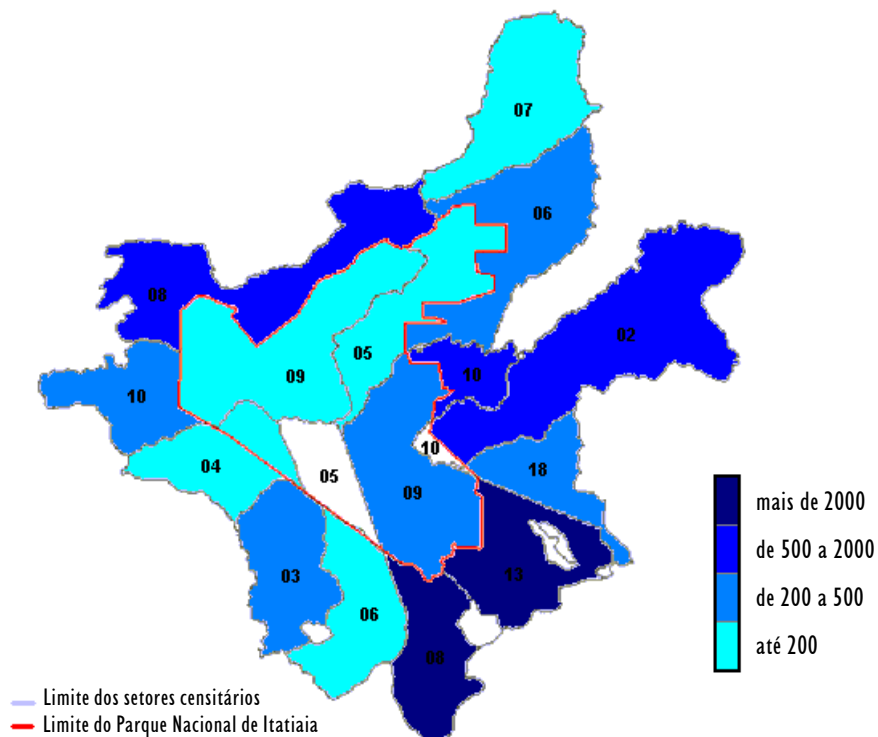 07
06
08
02
05
09
10
10
10
04
05
18
09
03
13
06
08
mais de 2000
de 500 a 2000
de 200 a 500
até 200
Limite dos setores censitários
Limite do Parque Nacional de Itatiaia